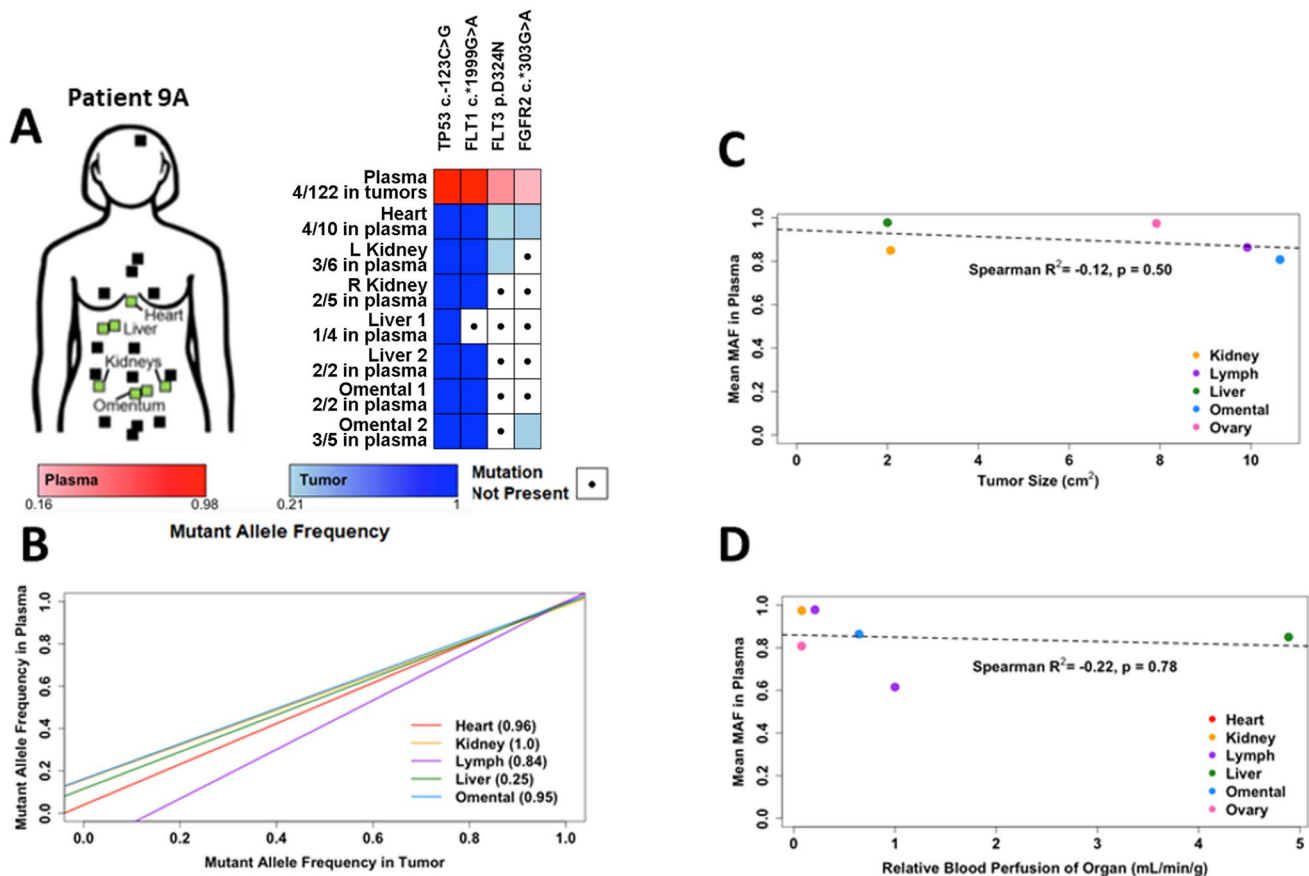 A
Patient 9A
Heart
Liver
Kidneys
Omentum
TP53 c.-123C>G
FLT1 c.*1999G>A
FLT3 p.D324N
FGFR2 c.*303G>A
Plasma
4/122 in tumors
Heart
4/10 in plasma
L Kidney
3/6 in plasma
R Kidney
2/5 in plasma
Liver 1
1/4 in plasma
Liver 2
2/2 in plasma
Omental 1
2/2 in plasma
Omental 2
3/5 in plasma
Plasma
0.16
0.98
Tumor
0.21
1
Mutation
Not Present
Mutant Allele Frequency
B
Mutant Allele Frequency in Plasma
1.0
0.8
0.6
0.4
0.2
0.0
Heart (0.96)
Kidney (1.0)
Lymph (0.84)
Liver (0.25)
Omental (0.95)
0.0 0.2 0.4 0.6 0.8 1.0
Mutant Allele Frequency in Tumor
C
Mean MAF in Plasma
1.0
0.8
0.6
0.4
0.2
0.0
Spearman R²= -0.12, p = 0.50
Kidney
Lymph
Liver
Omental
Ovary
0 2 4 6 8 10
Tumor Size (cm²)
D
Mean MAF in Plasma
1.0
0.8
0.6
0.4
0.2
0.0
Spearman R²= -0.22, p = 0.78
Heart
Kidney
Lymph
Liver
Omental
Ovary
0 1 2 3 4 5
Relative Blood Perfusion of Organ (mL/min/g)